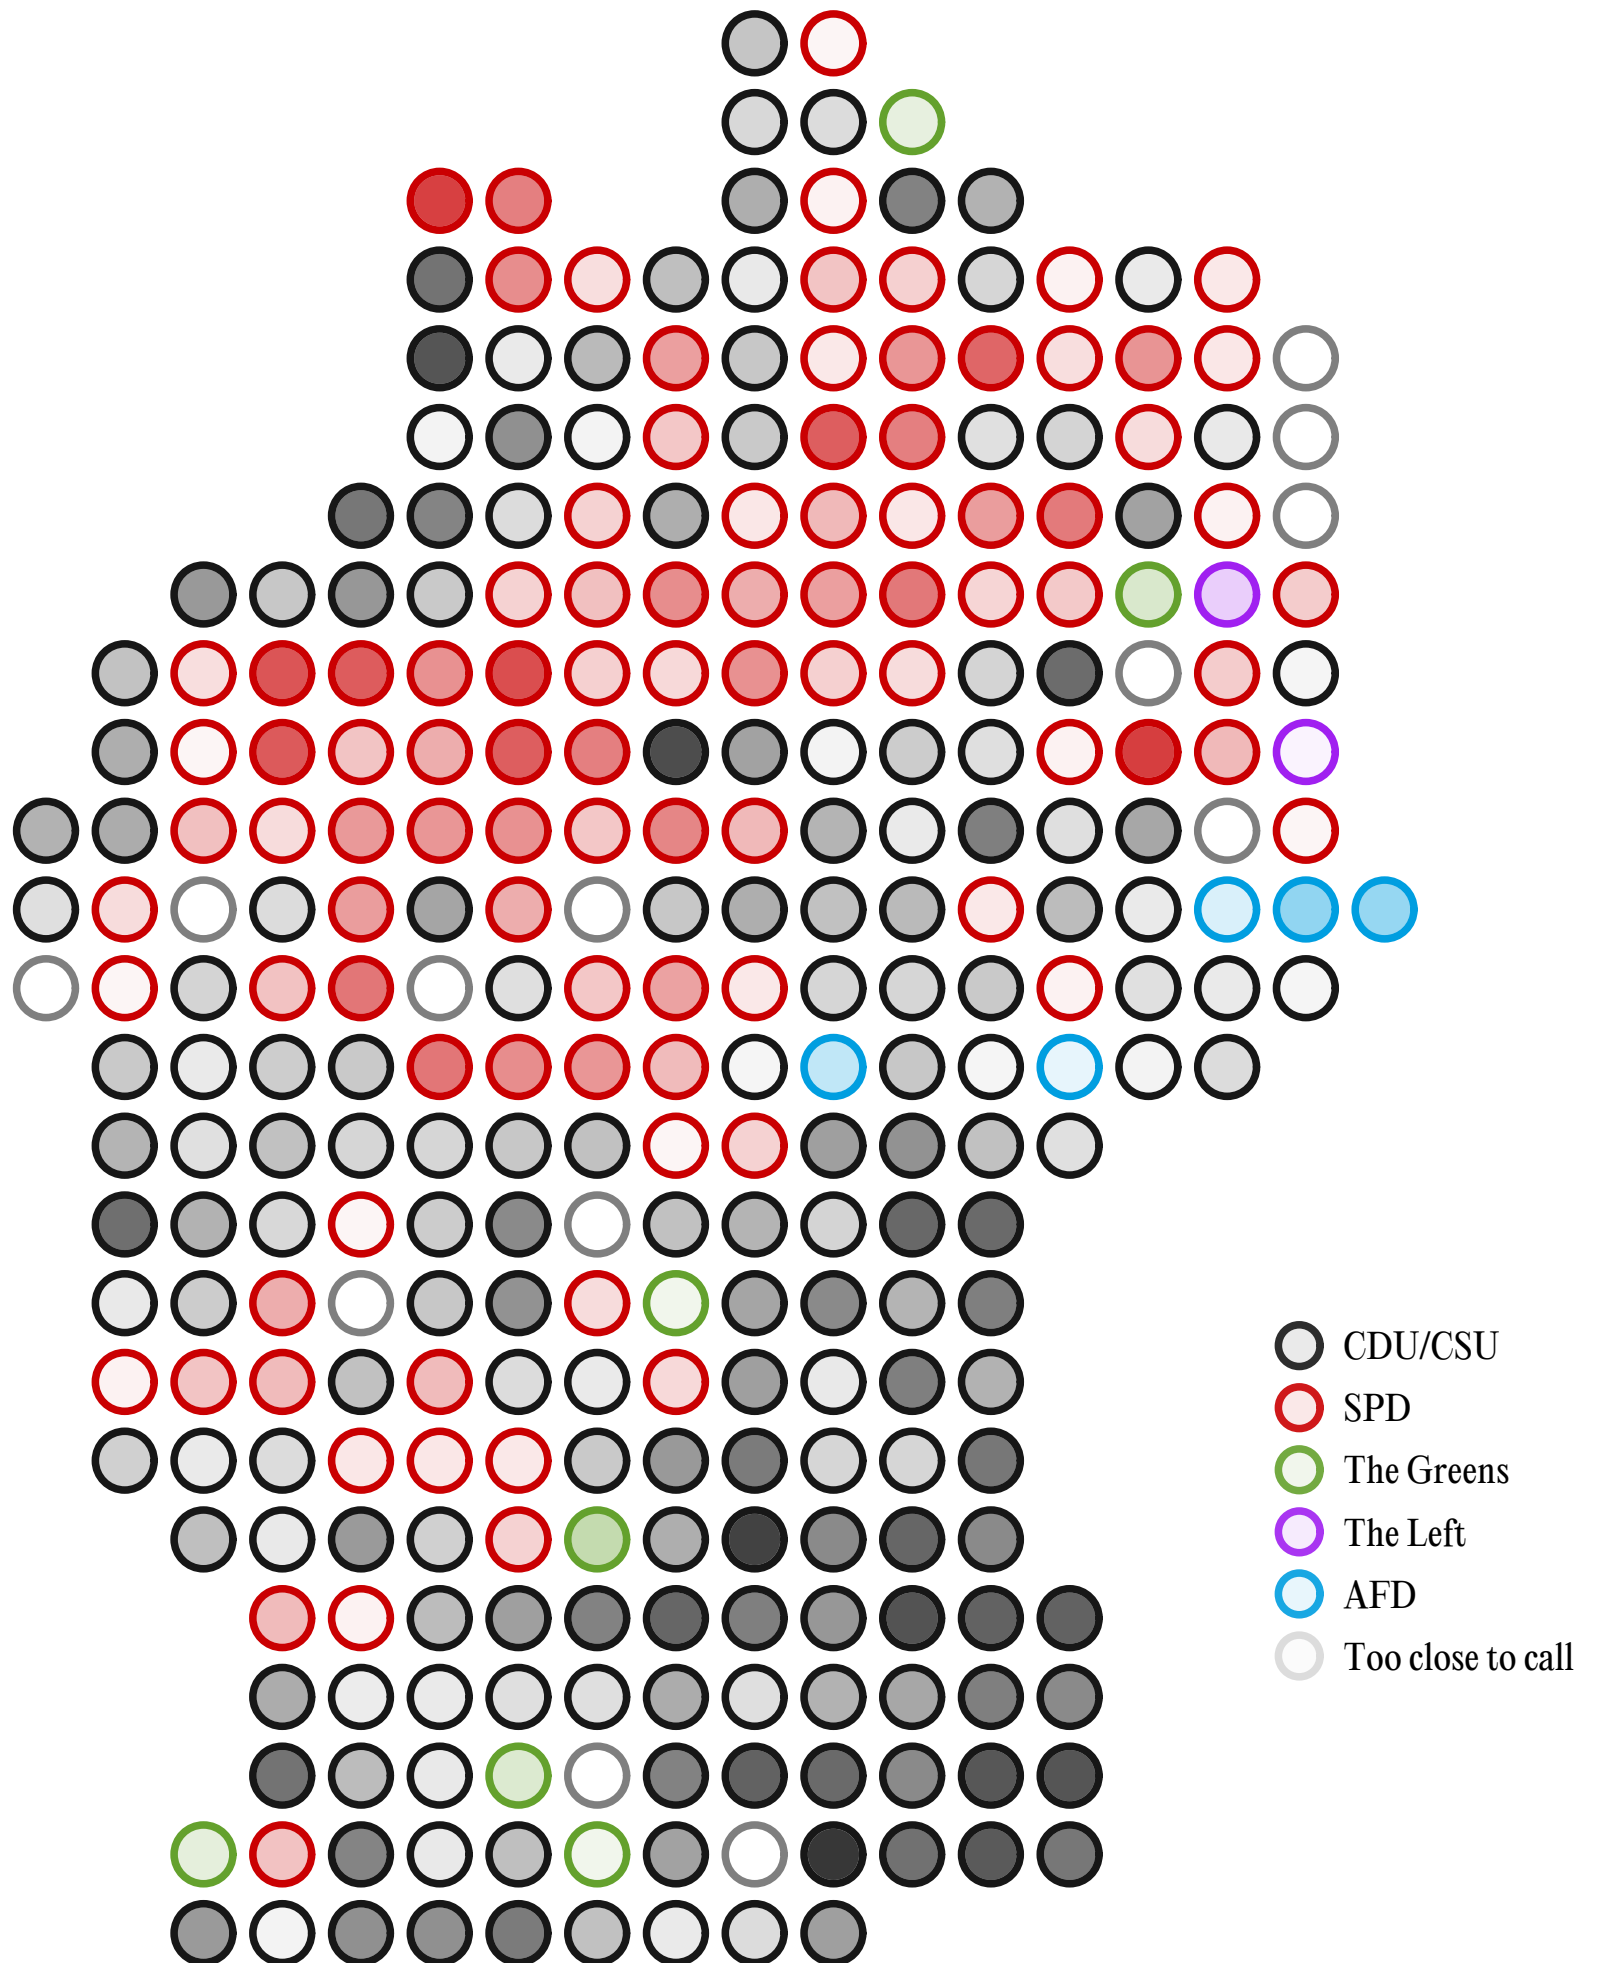 CDU/CSU
SPD
The Greens
The Left
AFD
Too close to call